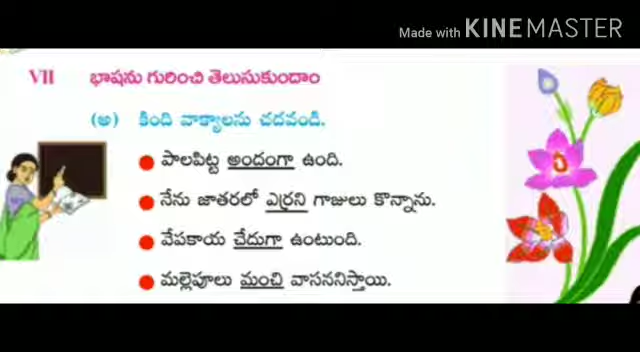 Made with KINEMASTER
VII భాషను గురించి తెలుసుకుందాం
(అ) కింది వాక్యాలను చదవండి.
● పాలపిట్ట అందంగా ఉంది.
● నేను జాతరలో ఎర్రని గాజులు కొన్నాను.
● వేపకాయ చేదుగా ఉంటుంది.
● మల్లెపూలు మంచి వాసననిస్తాయి.